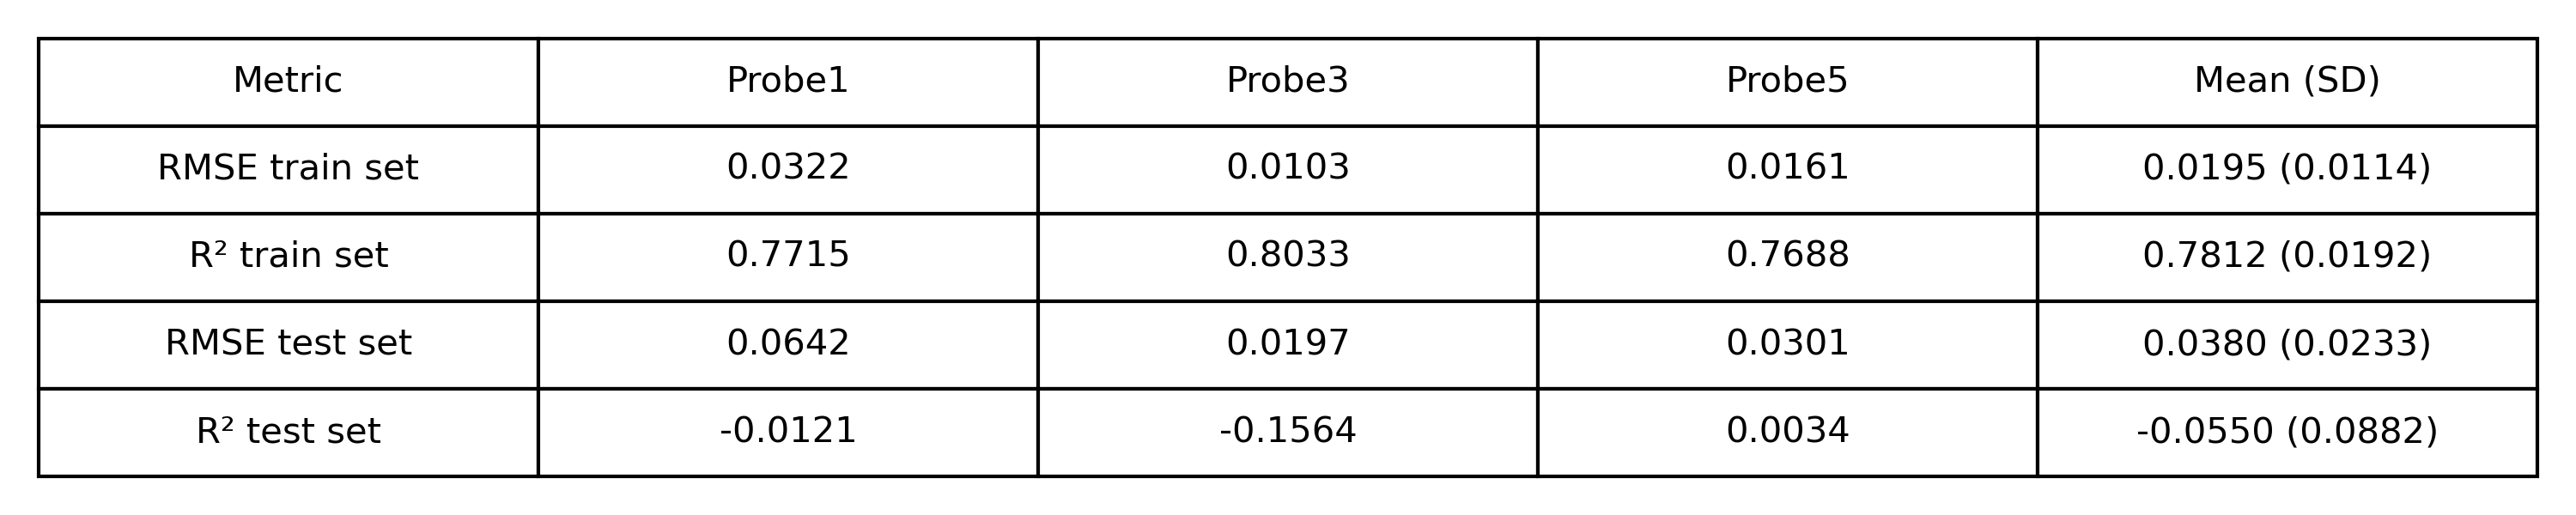 Metric Probe1 Probe3 Probe5 Mean (SD)
RMSE train set 0.0322 0.0103 0.0161 0.0195 (0.0114)
R² train set 0.7715 0.8033 0.7688 0.7812 (0.0192)
RMSE test set 0.0642 0.0197 0.0301 0.0380 (0.0233)
R² test set -0.0121 -0.1564 0.0034 -0.0550 (0.0882)